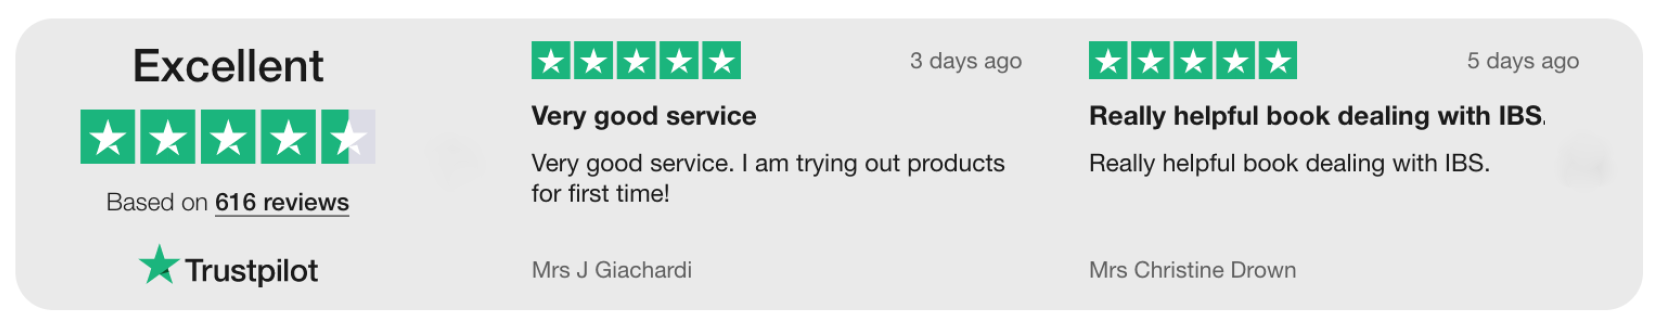 Excellent
Based on 616 reviews
Trustpilot
3 days ago
Very good service
Very good service. I am trying out products
for first time!
Mrs J Giachardi
5 days ago
Really helpful book dealing with IBS.
Really helpful book dealing with IBS.
Mrs Christine Drown